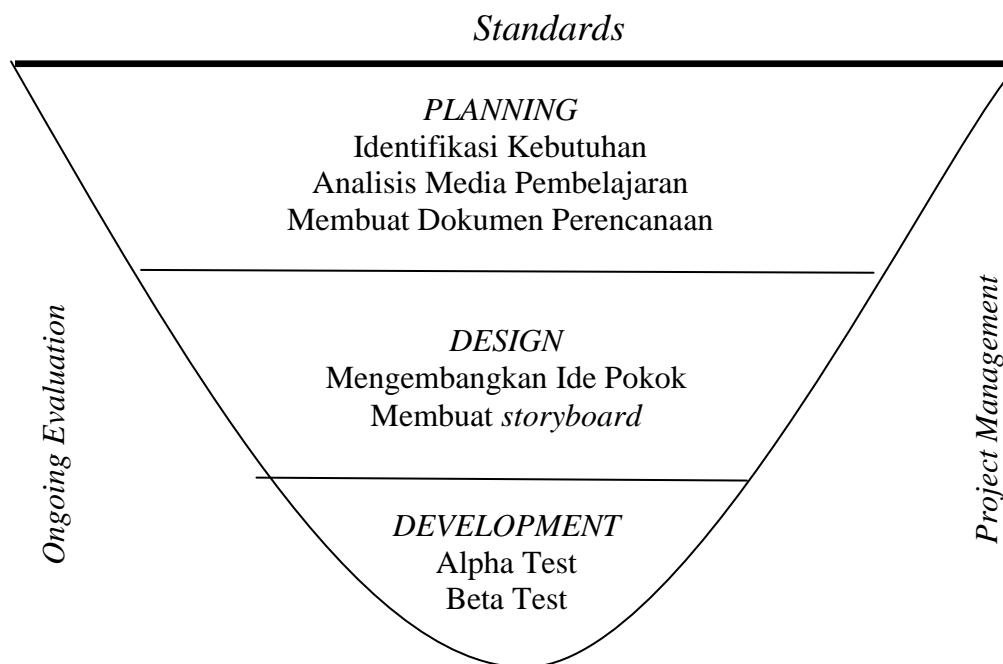 Standards
PLANNING
Identifikasi Kebutuhan
Analisis Media Pembelajaran
Membuat Dokumen Perencanaan
DESIGN
Mengembangkan Ide Pokok
Membuat storyboard
DEVELOPMENT
Alpha Test
Beta Test
Ongoing Evaluation
Project Management